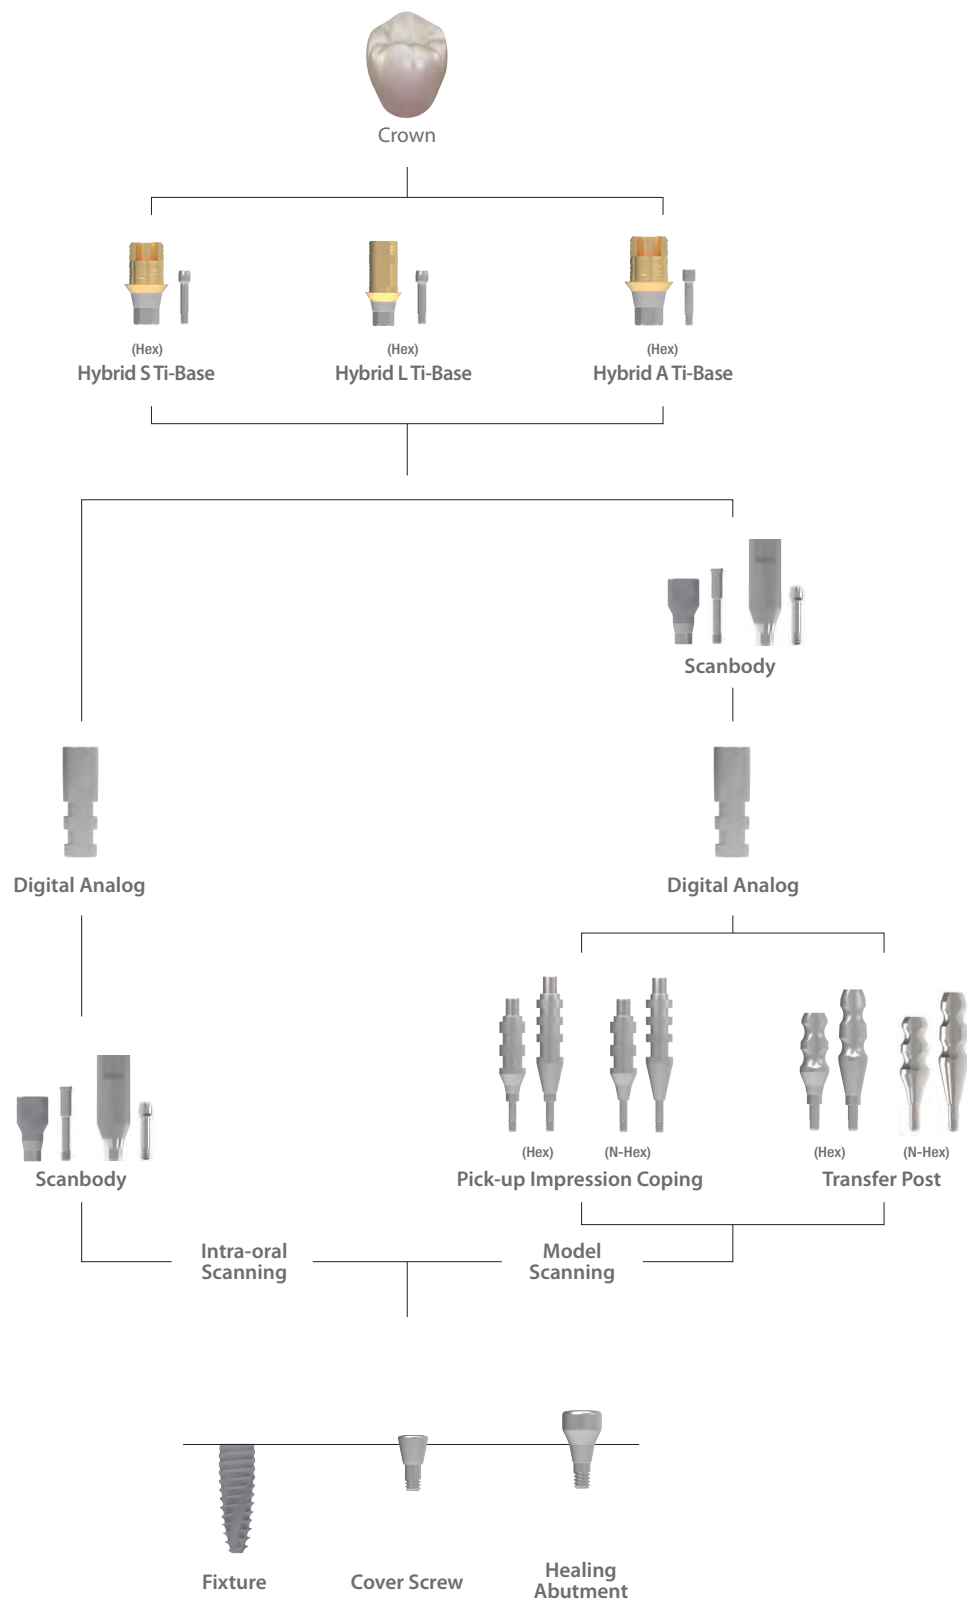 Crown
(Hex)
Hybrid S Ti-Base
(Hex)
Hybrid L Ti-Base
(Hex)
Hybrid A Ti-Base
Scanbody
Digital Analog
Digital Analog
Scanbody
(Hex)
(N-Hex)
Pick-up Impression Coping
(Hex)
(N-Hex)
Transfer Post
Intra-oral
Scanning
Model
Scanning
Fixture
Cover Screw
Healing
Abutment